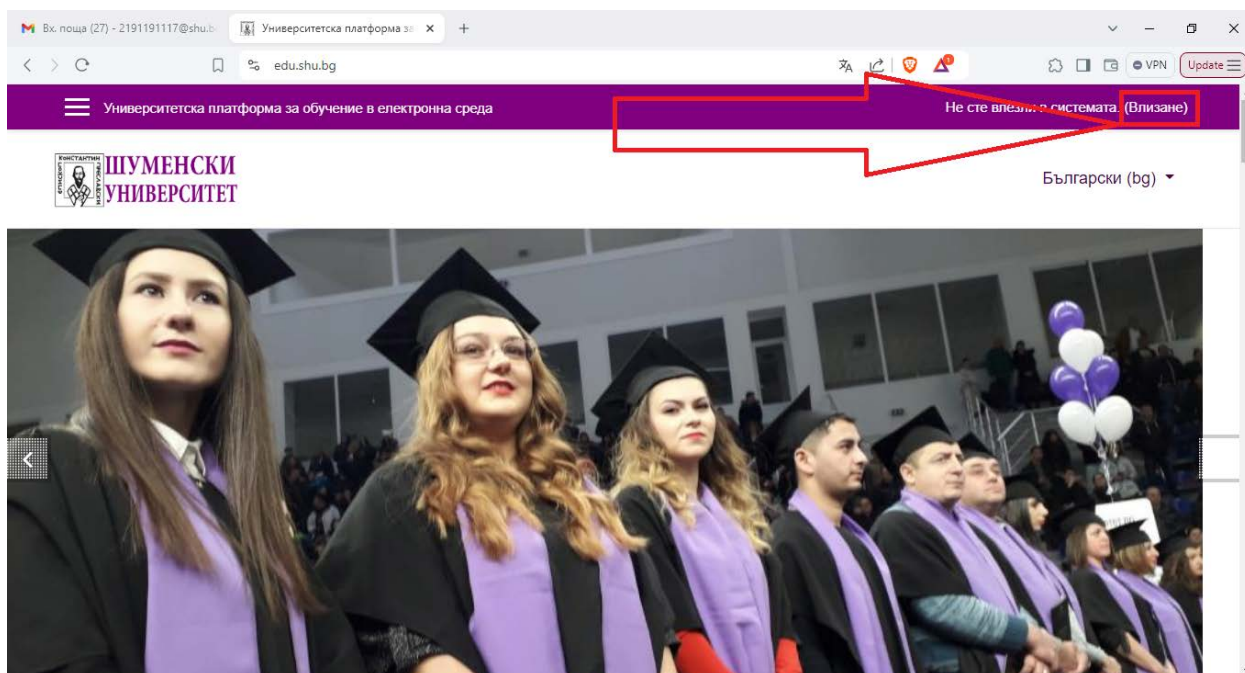 Вх. поща (27) - 2191191117@shu.b
Университетска платформа за
edu.shu.bg
VPN
Update
Университетска платформа за обучение в електронна среда
Не сте влезли в системата. (Влизане)
ШУМЕНСКИ
УНИВЕРСИТЕТ
Български (bg)